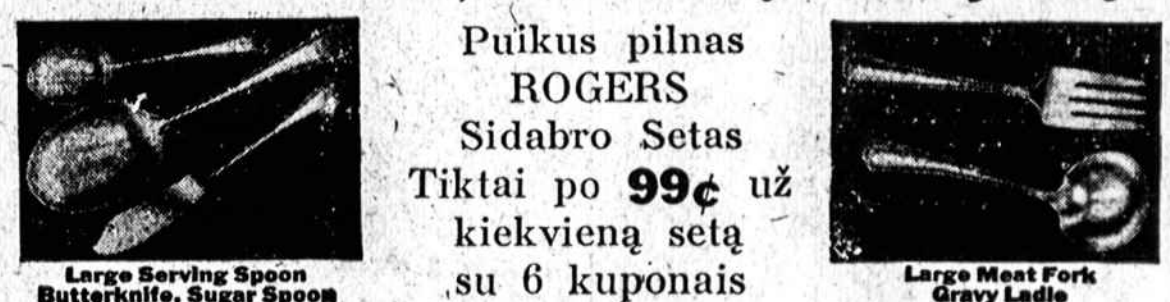 Puikus pilnas
ROGERS
Sidabro Setas
Tiktai po 99¢ už
kiekvieną setą
su 6 kuponais
Large Serving Spoon
Butterknife, Sugar Spoon
Large Meat Fork
Gravy Ladle